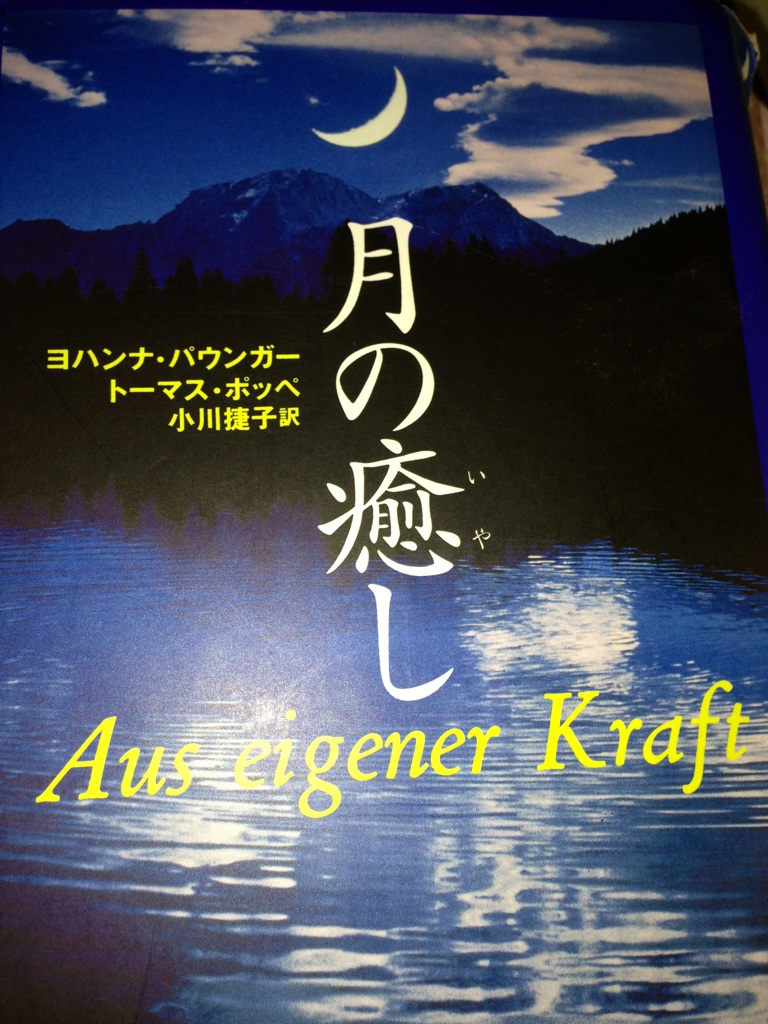 月の癒し
いや
ヨハンナ・パウンガー
トーマス・ポッペ
小川捷子訳
Aus eigener Kraft